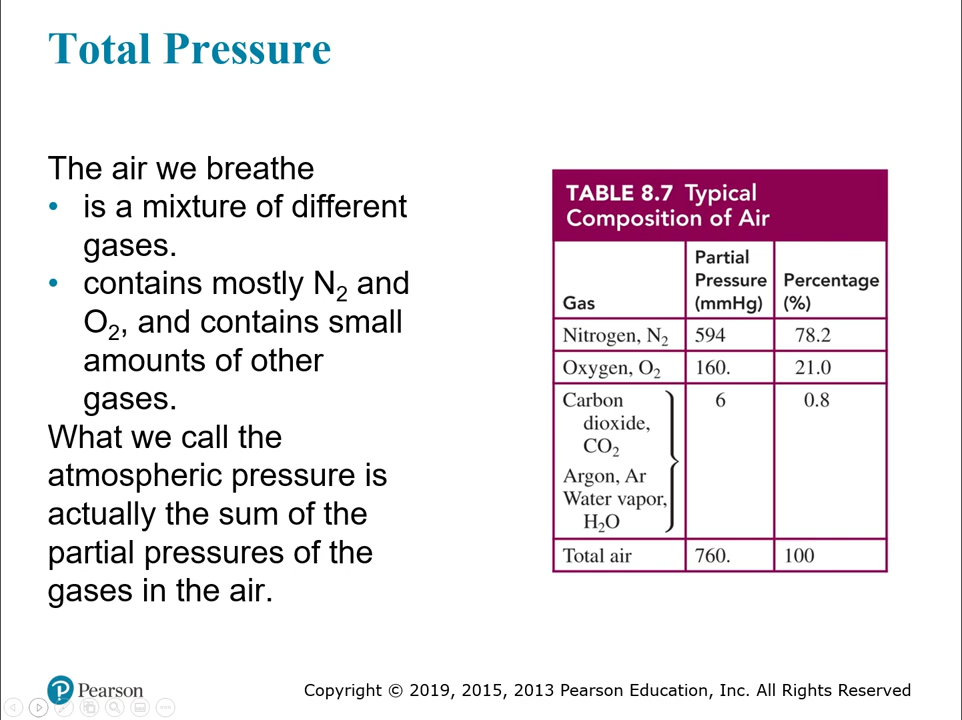 Total Pressure
The air we breathe
• is a mixture of different
gases.
• contains mostly N₂ and
O₂, and contains small
amounts of other
gases.
What we call the
atmospheric pressure is
actually the sum of the
partial pressures of the
gases in the air.
TABLE 8.7 Typical
Composition of Air
Gas Partial Pressure (mmHg) Percentage (%)
Nitrogen, N₂ 594 78.2
Oxygen, O₂ 160. 21.0
Carbon 6 0.8
dioxide,
CO₂
Argon, Ar
Water vapor,
H₂O
Total air 760. 100
Pearson
Copyright © 2019, 2015, 2013 Pearson Education, Inc. All Rights Reserved